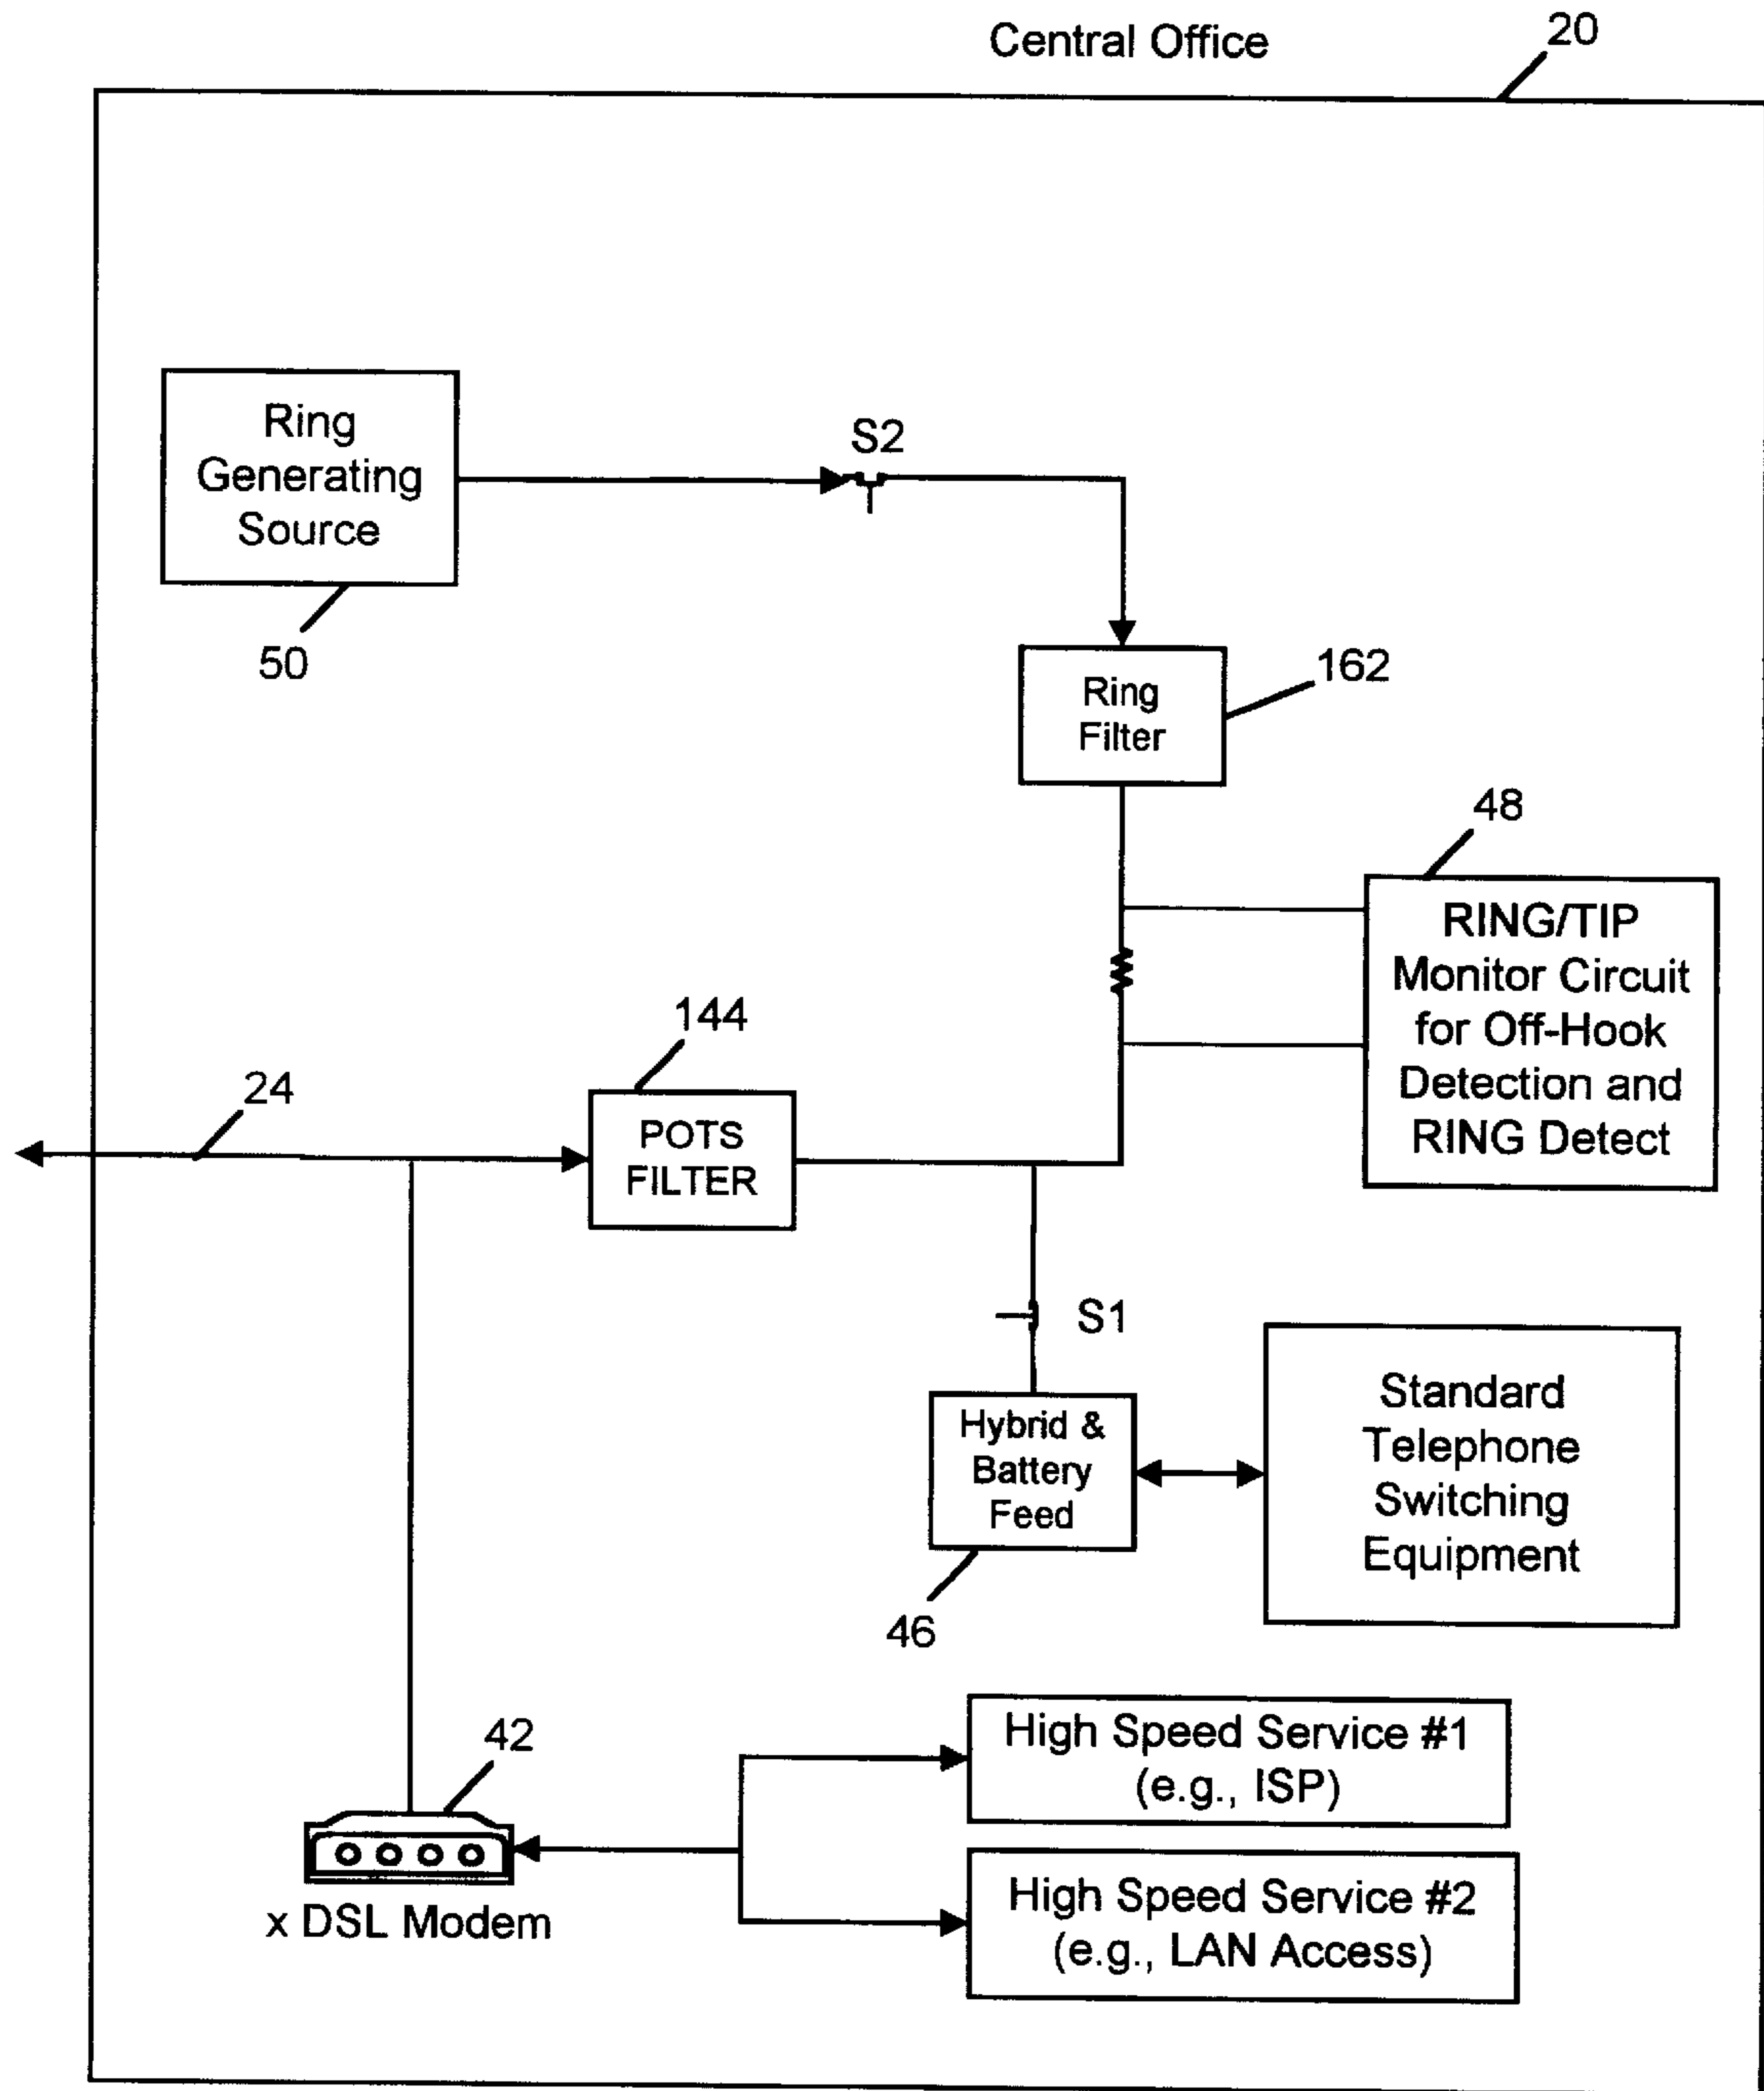 Central Office
20
Ring
Generating
Source
50
S2
Ring
Filter
162
48
RING/TIP
Monitor Circuit
for Off-Hook
Detection and
RING Detect
144
POTS
FILTER
24
S1
Hybrid &
Battery
Feed
46
Standard
Telephone
Switching
Equipment
42
x DSL Modem
High Speed Service #1
(e.g., ISP)
High Speed Service #2
(e.g., LAN Access)